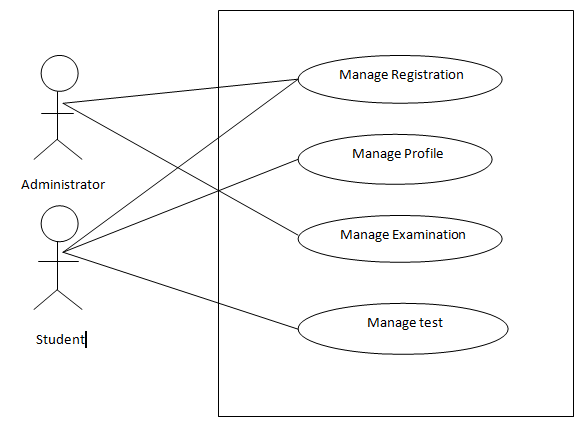 Manage Registration
Manage Profile
Administrator
Manage Examination
Manage test
Student